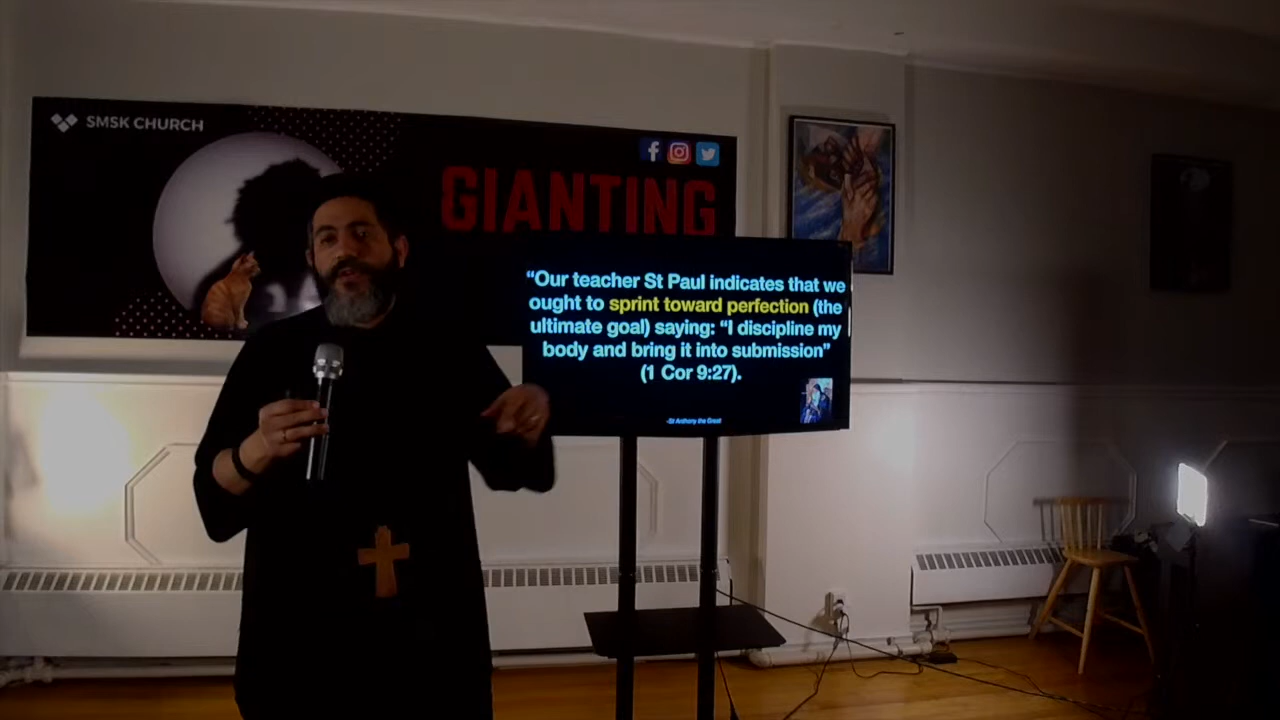 SMSK CHURCH
GIANTING
“Our teacher St Paul indicates that we
ought to sprint toward perfection (the
ultimate goal) saying: “I discipline my
body and bring it into submission”
(1 Cor 9:27).
-St Anthony the Great